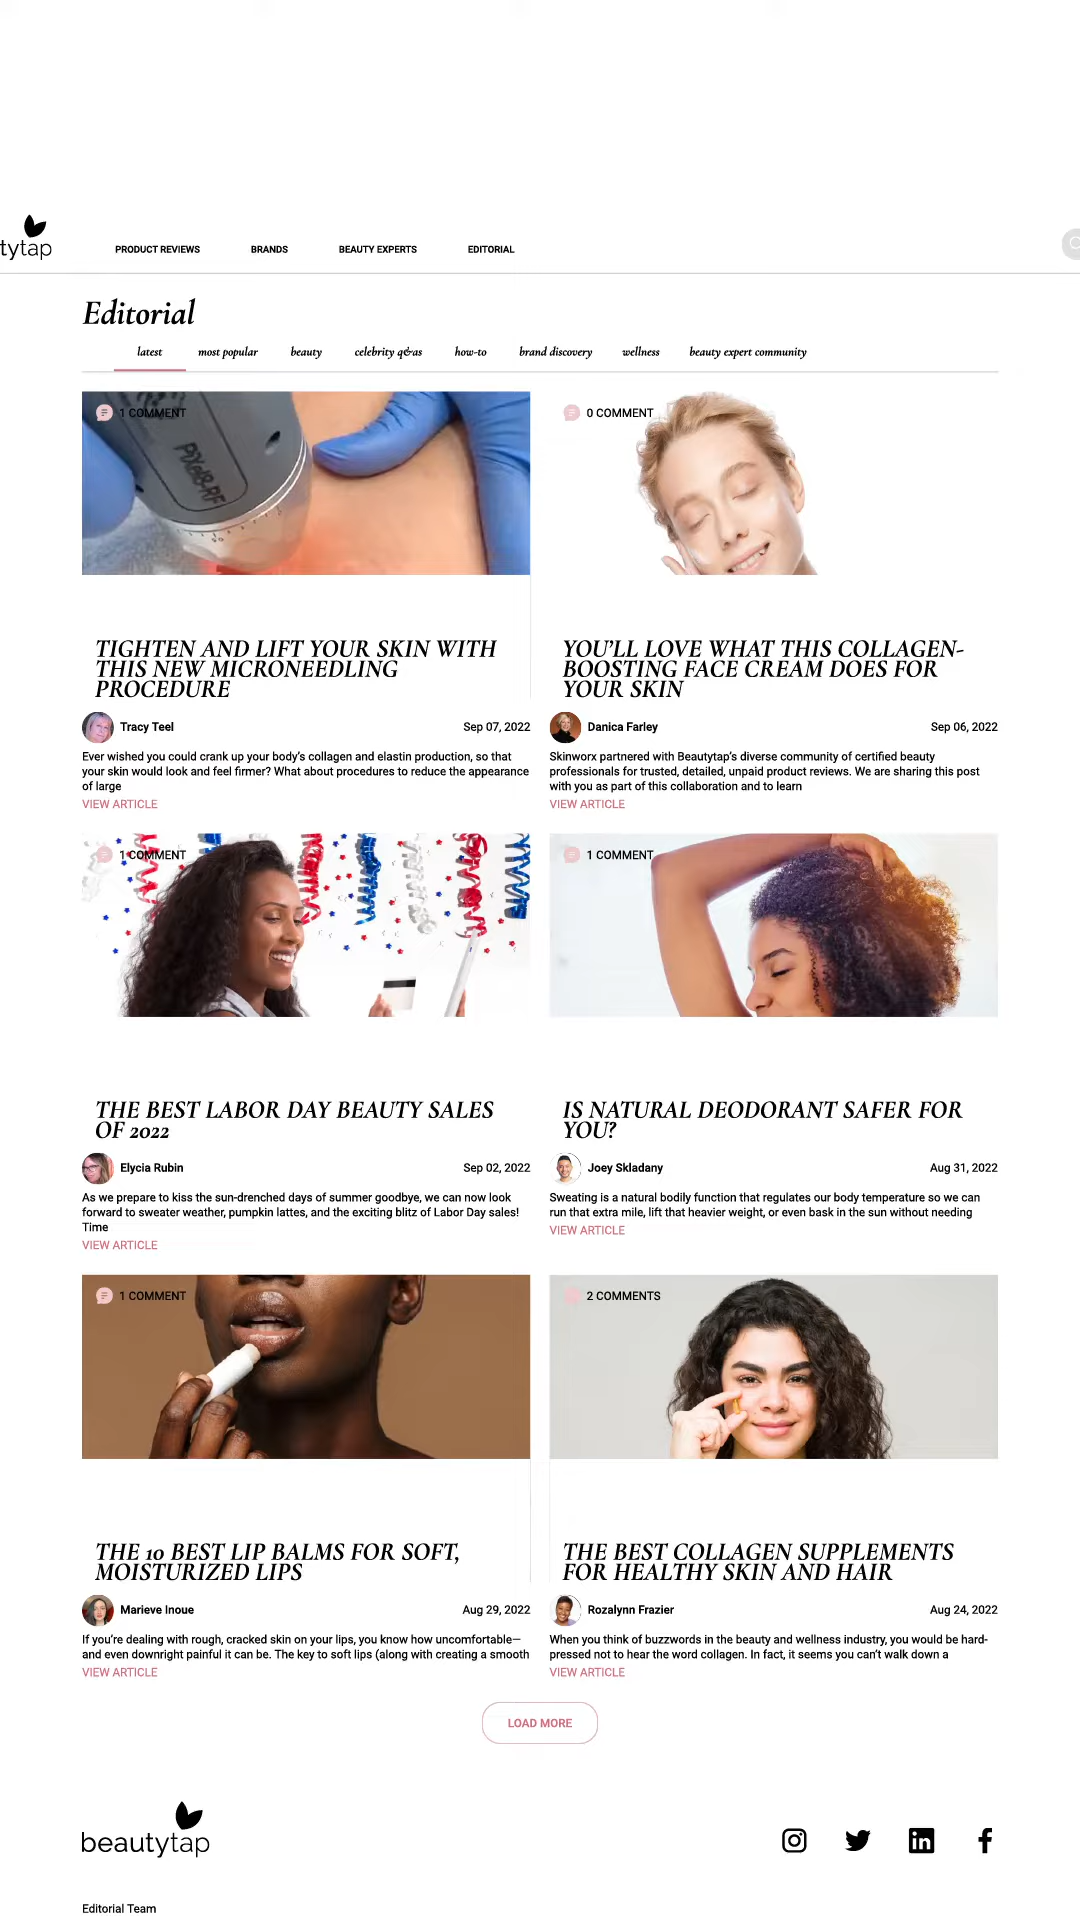 tytap
PRODUCT REVIEWS BRANDS BEAUTY EXPERTS EDITORIAL
Editorial
latest most popular beauty celebrity q&as how-to brand discovery wellness beauty expert community
1 COMMENT
PIXel8-RF
TIGHTEN AND LIFT YOUR SKIN WITH
THIS NEW MICRONEEDLING
PROCEDURE
Tracy Teel Sep 07, 2022
Ever wished you could crank up your body's collagen and elastin production, so that
your skin would look and feel firmer? What about procedures to reduce the appearance
of large
VIEW ARTICLE
0 COMMENT
YOU'LL LOVE WHAT THIS COLLAGEN-
BOOSTING FACE CREAM DOES FOR
YOUR SKIN
Danica Farley Sep 06, 2022
Skinworx partnered with Beautytap's diverse community of certified beauty
professionals for trusted, detailed, unpaid product reviews. We are sharing this post
with you as part of this collaboration and to learn
VIEW ARTICLE
1 COMMENT
THE BEST LABOR DAY BEAUTY SALES
OF 2022
Elycia Rubin Sep 02, 2022
As we prepare to kiss the sun-drenched days of summer goodbye, we can now look
forward to sweater weather, pumpkin lattes, and the exciting blitz of Labor Day sales!
Time
VIEW ARTICLE
1 COMMENT
IS NATURAL DEODORANT SAFER FOR
YOU?
Joey Skladany Aug 31, 2022
Sweating is a natural bodily function that regulates our body temperature so we can
run that extra mile, lift that heavier weight, or even bask in the sun without needing
VIEW ARTICLE
1 COMMENT
THE 10 BEST LIP BALMS FOR SOFT,
MOISTURIZED LIPS
Marieve Inoue Aug 29, 2022
If you're dealing with rough, cracked skin on your lips, you know how uncomfortable—
and even downright painful it can be. The key to soft lips (along with creating a smooth
VIEW ARTICLE
2 COMMENTS
THE BEST COLLAGEN SUPPLEMENTS
FOR HEALTHY SKIN AND HAIR
Rozalynn Frazier Aug 24, 2022
When you think of buzzwords in the beauty and wellness industry, you would be hard-
pressed not to hear the word collagen. In fact, it seems you can't walk down a
VIEW ARTICLE
LOAD MORE
beautytap
Editorial Team